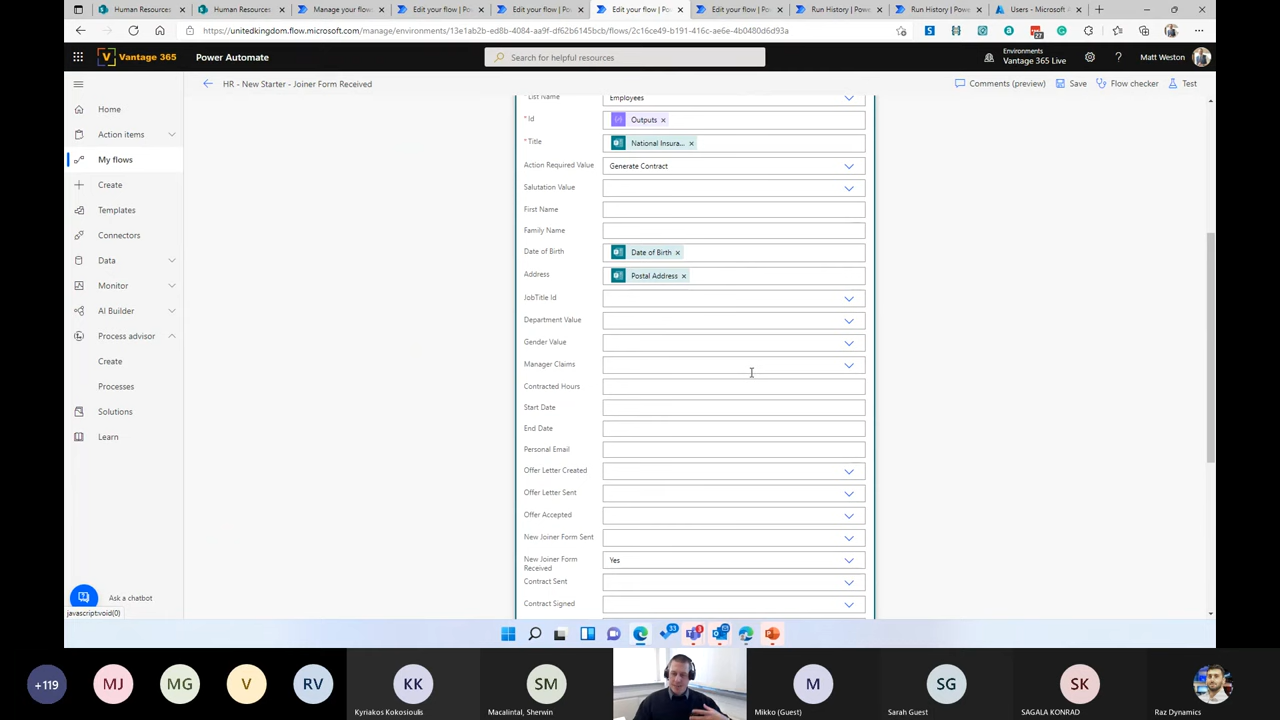 Human Resources
Human Resources
Manage your flow
Edit your flow | Po
Edit your flow | Po
Edit your flow | Po
Edit your flow | Po
Run History | Powe
Run History | Powe
Users - Microsoft A
https://unitedkingdom.flow.microsoft.com/manage/environments/13e1ab2b-ed8b-4084-aa9f-df62b6145bcb/flows/2c16ce49-b191-416c-ae6e-4b0480d6d93a
Vantage 365
Power Automate
Search for helpful resources
Environments
Vantage 365 Live
Matt Weston
HR - New Starter - Joiner Form Received
Comments (preview)
Save
Flow checker
Test
Home
Action items
My flows
Create
Templates
Connectors
Data
Monitor
AI Builder
Process advisor
Create
Processes
Solutions
Learn
Ask a chatbot
javascript:void(0)
* List Name Employees
* Id Outputs
* Title National Insura...
Action Required Value Generate Contract
Salutation Value
First Name
Family Name
Date of Birth Date of Birth
Address Postal Address
JobTitle Id
Department Value
Gender Value
Manager Claims
Contracted Hours
Start Date
End Date
Personal Email
Offer Letter Created
Offer Letter Sent
Offer Accepted
New Joiner Form Sent
New Joiner Form
Received Yes
Contract Sent
Contract Signed
33
+119
MJ
MG
V
RV
KK
Kyriakos Kokosioulis
SM
Macalintal, Sherwin
M
Mikko (Guest)
SG
Sarah Guest
SK
SAGALA KONRAD
Raz Dynamics